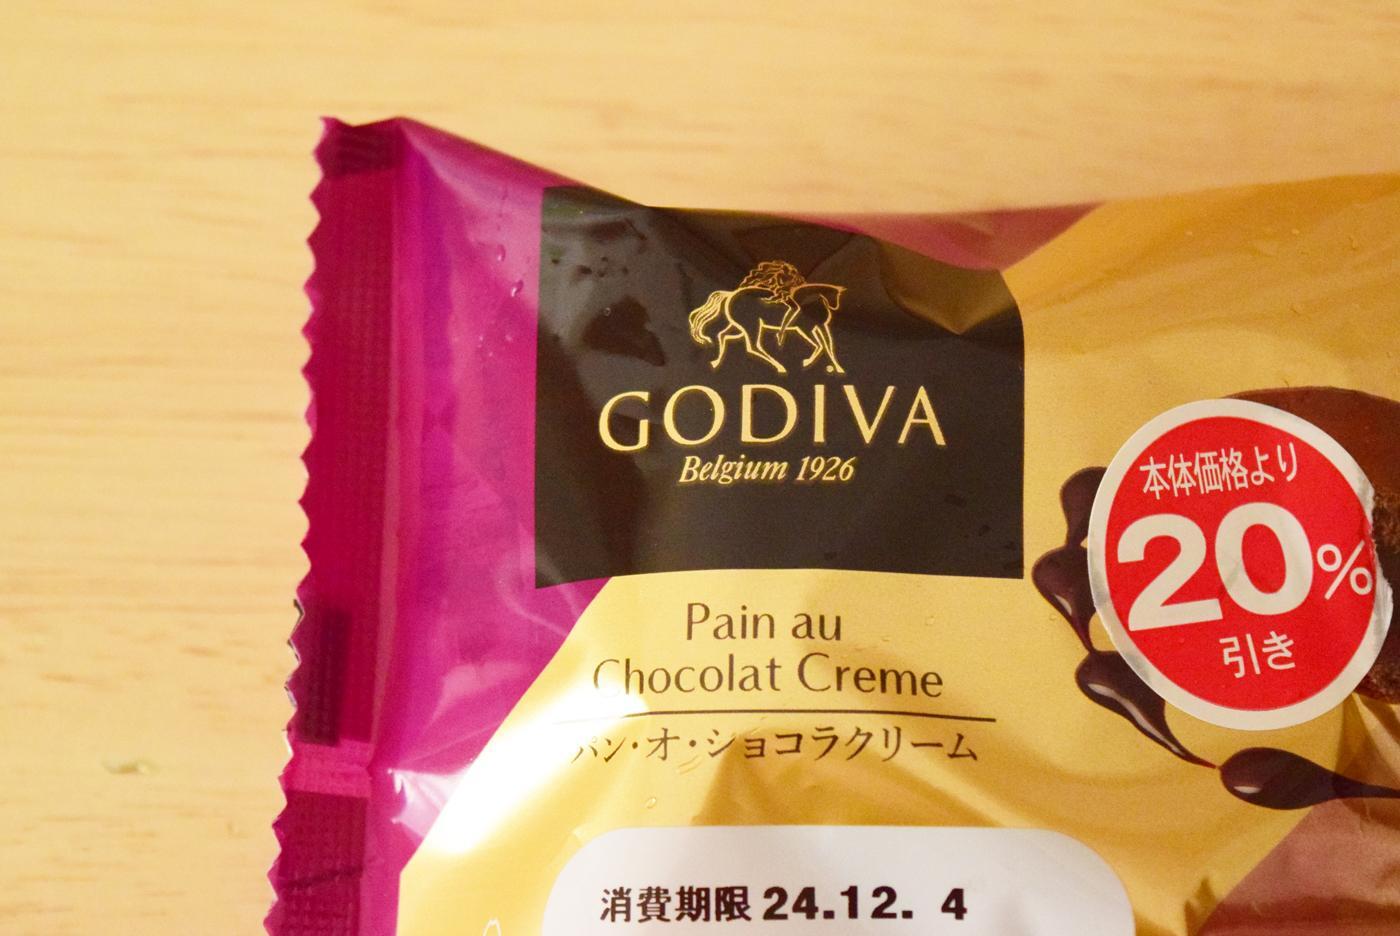 GODIVA
Belgium 1926
本体価格より
20%
引き
Pain au
Chocolat Creme
パン・オ・ショコラクリーム
消費期限 24.12. 4